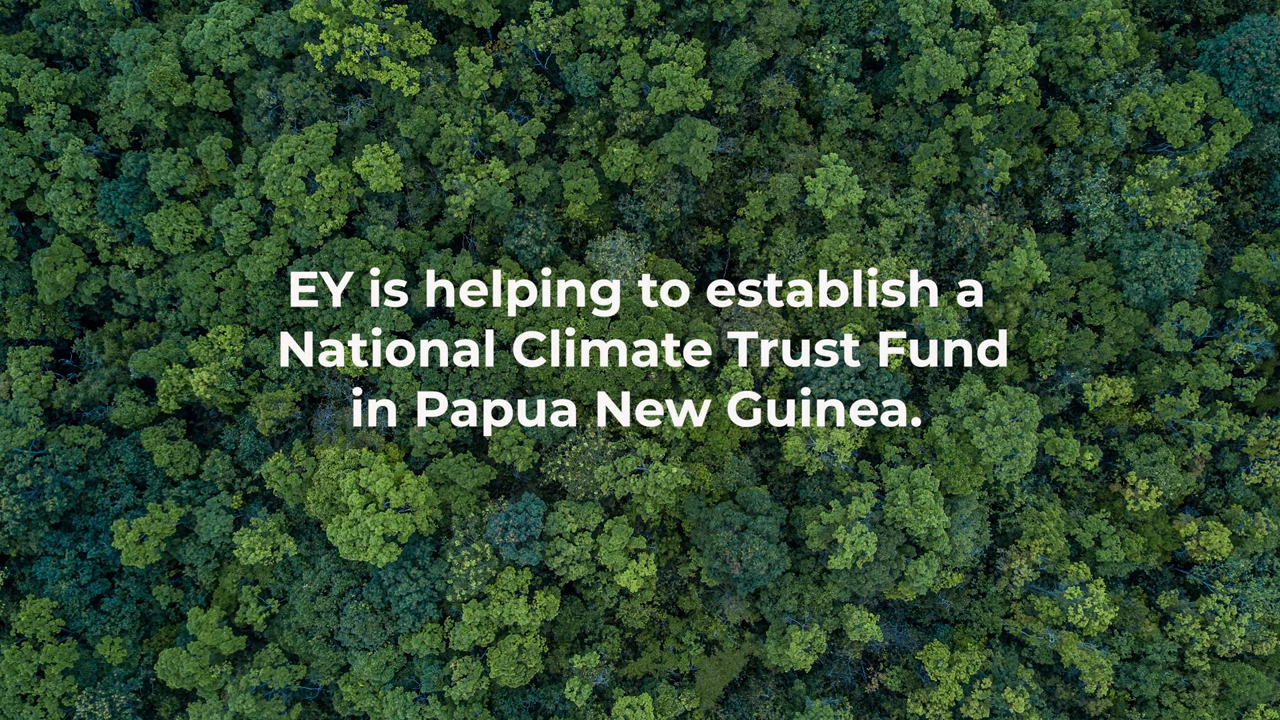 EY is helping to establish a
National Climate Trust Fund
in Papua New Guinea.